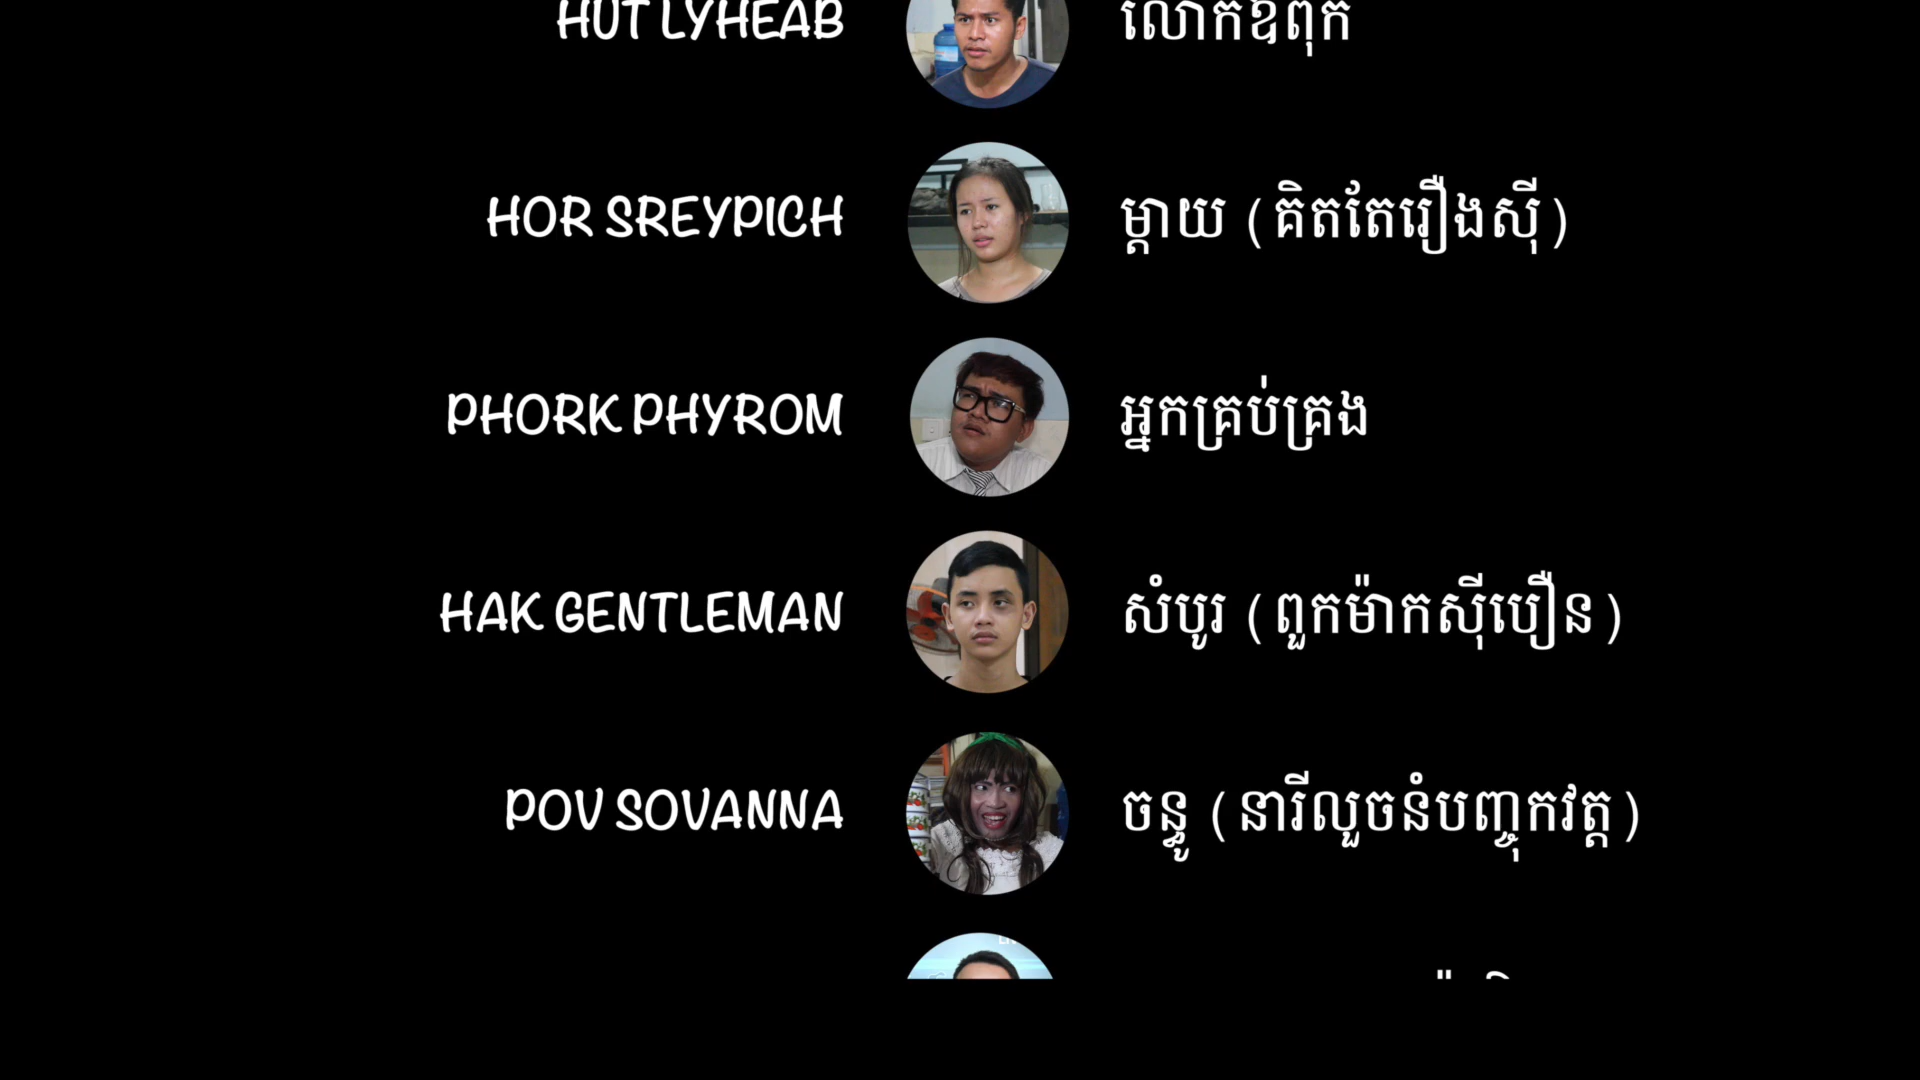 HUT LYHEAB លោកឪពុក
HOR SREYPICH ម្ដាយ ( គិតតែរឿងស៊ី )
PHORK PHYROM អ្នកគ្រប់គ្រង
HAK GENTLEMAN សំបូរ ( ពួកម៉ាកស៊ីបឿន )
POV SOVANNA ចន្ធូ ( នារីលួចនំបញ្ចុកវត្ត )